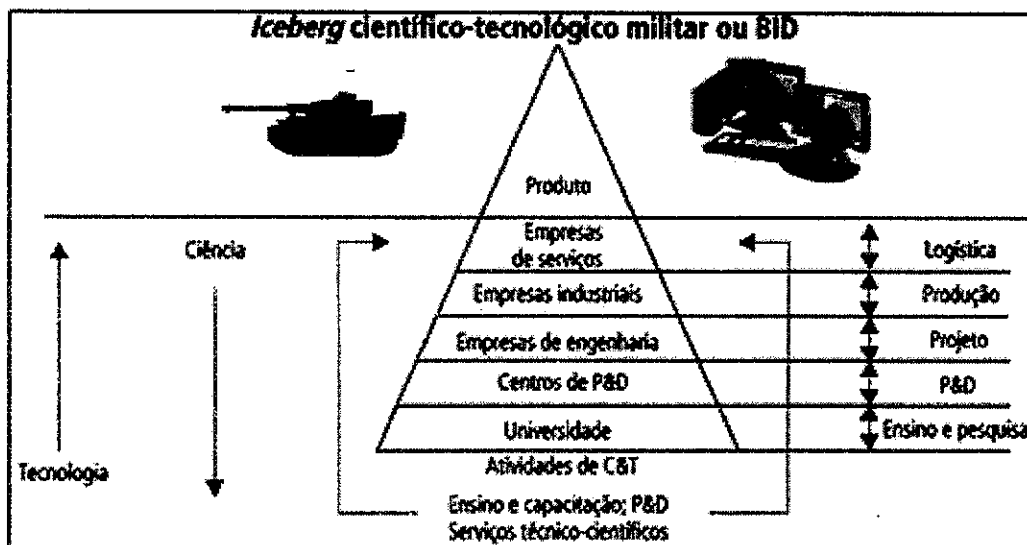 Iceberg científico-tecnológico militar ou BID
Produto
Ciência
Empresas
de serviços
Logística
Empresas industriais
Produção
Empresas de engenharia
Projeto
Centros de P&D
P&D
Universidade
Ensino e pesquisa
Tecnologia
Atividades de C&T
Ensino e capacitação; P&D
Serviços técnico-científicos